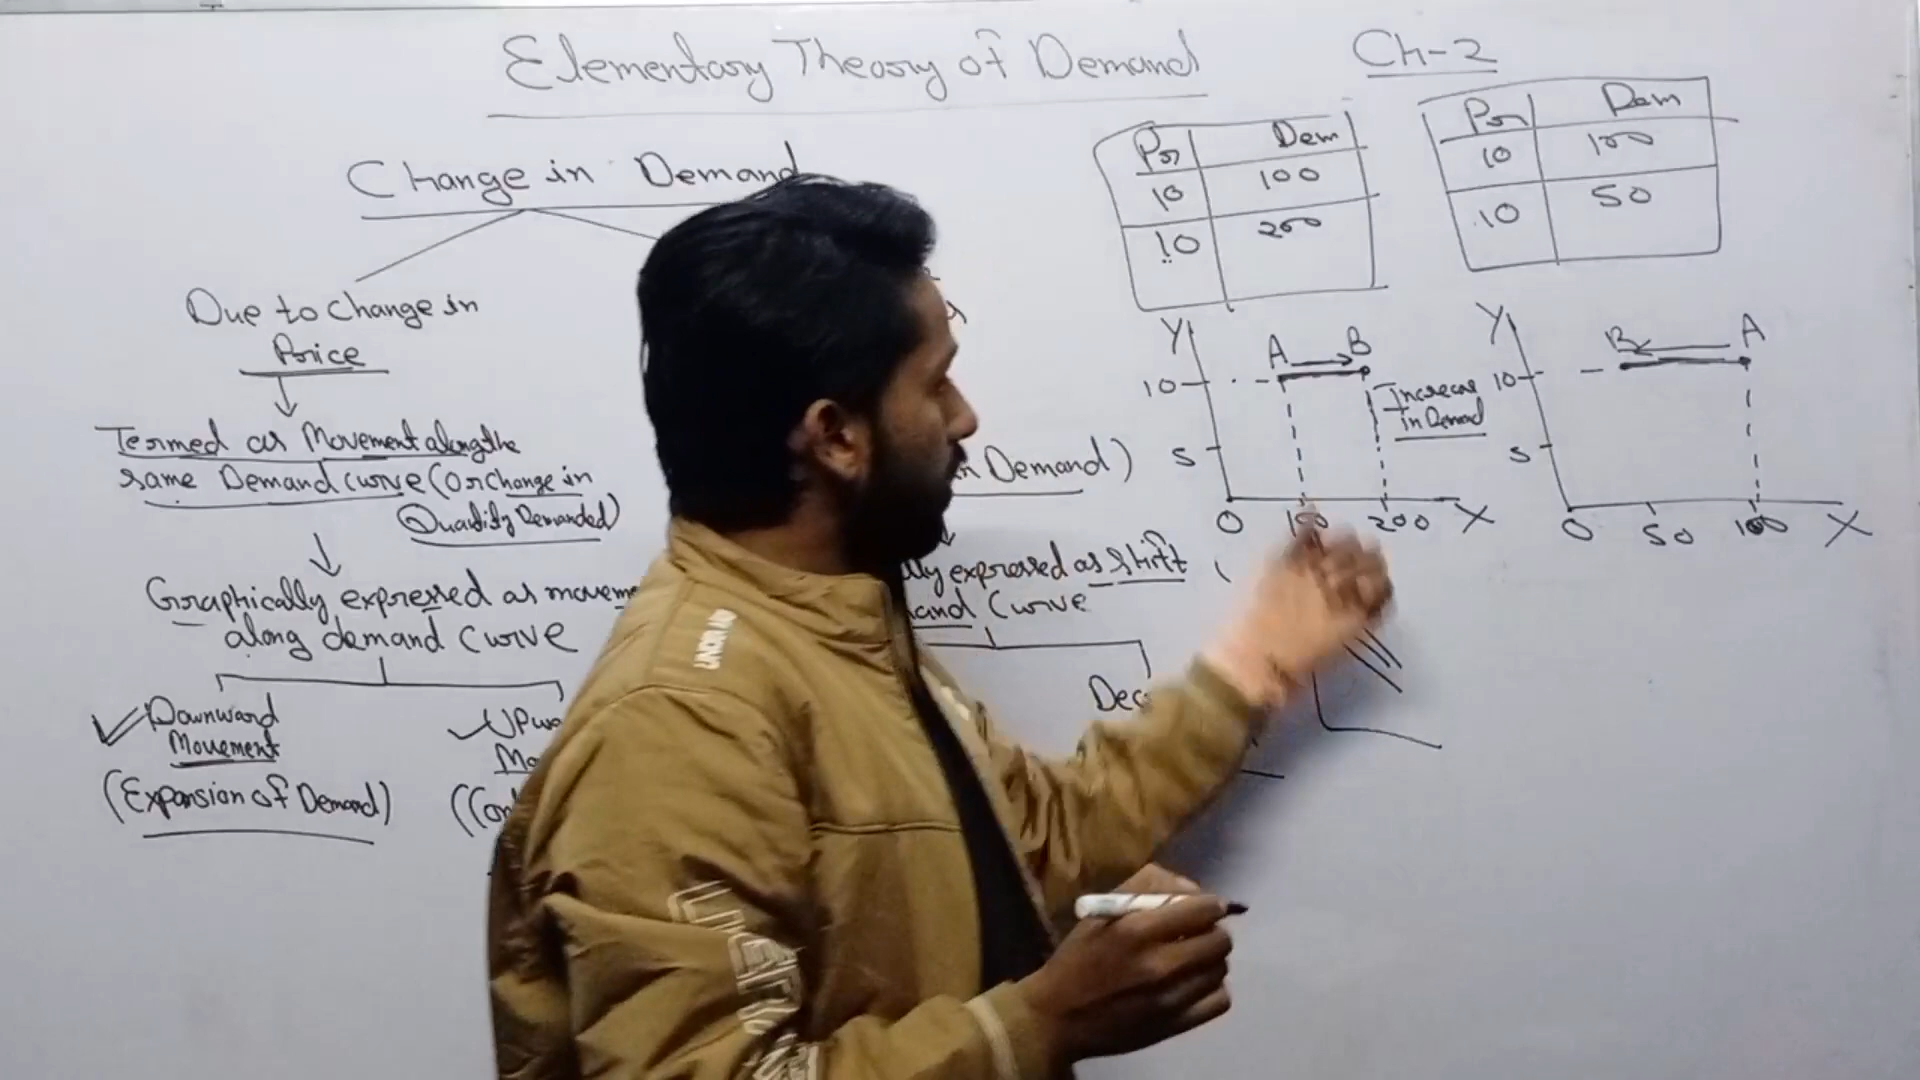 Elementary Theory of Demand
Ch-2
Change in Demand
Due to Change in
Price
Termed as Movement along the
same Demand curve (Or Change in
Quantity Demanded)
Graphically expressed as
along demand Curve
Downward
Movement
(Expansion of Demand)
Demand)
expressed as shift
Curve
Pr Dem
10 100
10 200
Pr Dem
10 100
10 50
Y
A B
10
5
0 100 200 X
Increase
in Demand
Y
B A
10
5
0 50 100 X